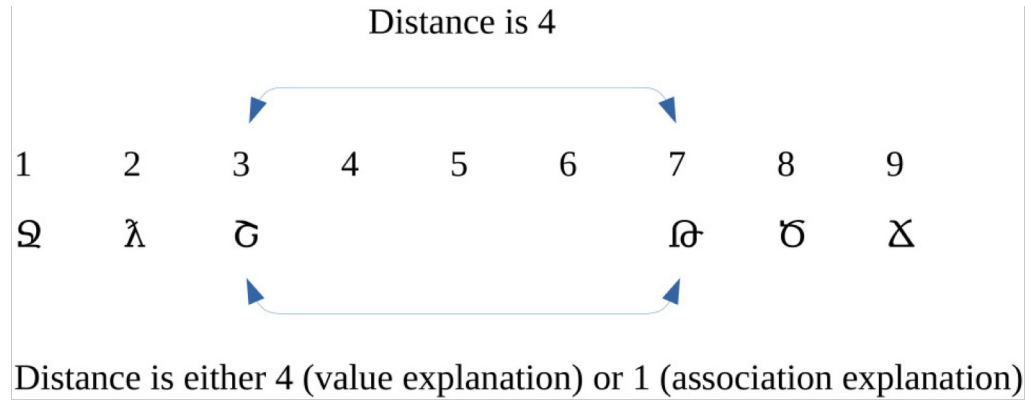 Distance is 4
1 2 3 4 5 6 7 8 9
Ջ ƛ Շ Թ Ծ Ճ
Distance is either 4 (value explanation) or 1 (association explanation)